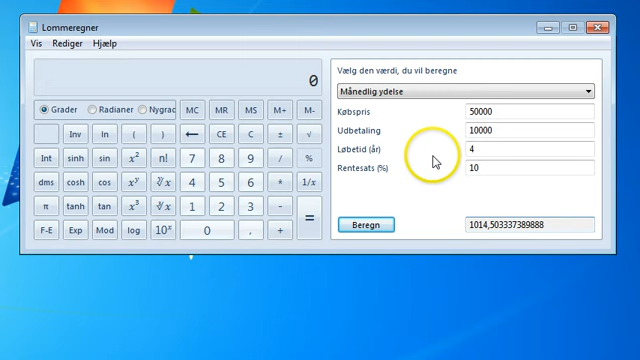 Lommeregner
Vis Rediger Hjælp
0
Grader Radianer Nygrad MC MR MS M+ M-
Inv ln ( ) ← CE C ± √
Int sinh sin x² n! 7 8 9 / %
dms cosh cos xʸ ʸ√x 4 5 6 * 1/x
π tanh tan x³ ³√x 1 2 3 - =
F-E Exp Mod log 10ˣ 0 , +
Vælg den værdi, du vil beregne
Månedlig ydelse
Købspris 50000
Udbetaling 10000
Løbetid (år) 4
Rentesats (%) 10
Beregn 1014,503337389888